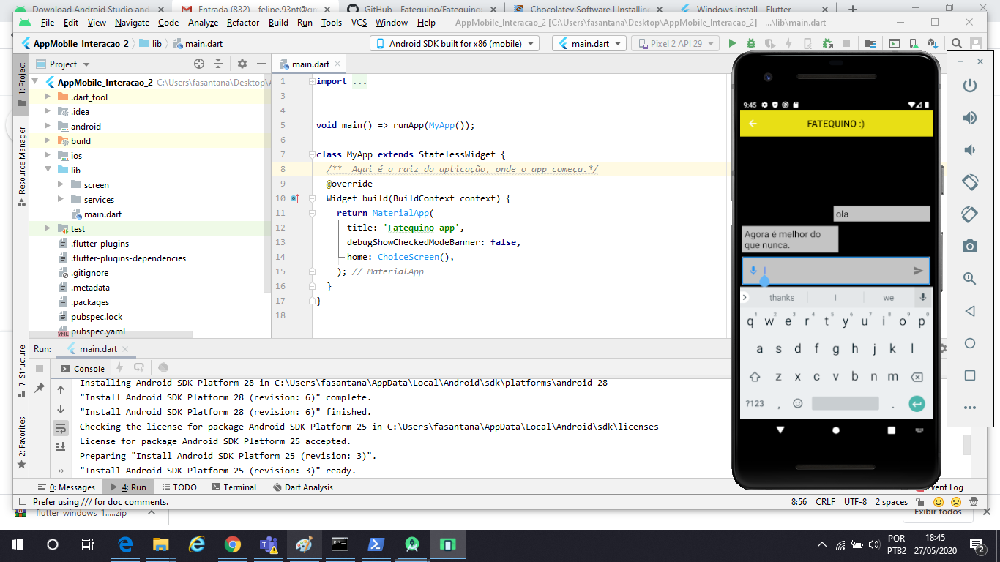 Download Android Studio and
Entrada (832) - felipe.93nt@gm
GitHub - Fatequino/Fatequino
Chocolatey Software | Installing
Windows install - Flutter
File Edit View Navigate Code Analyze Refactor Build Run Tools VCS Window Help AppMobile_Interacao_2 [C:\Users\fasantana\Desktop\AppMobile_Interacao_2] - ...\lib\main.dart
AppMobile_Interacao_2 lib main.dart Android SDK built for x86 (mobile) main.dart Pixel 2 API 29
1: Project
Resource Manager
7: Structure
2: Favorites
Project
AppMobile_Interacao_2 C:\Users\fasantana\Desktop\A
.dart_tool
.idea
android
build
ios
lib
screen
services
main.dart
test
.flutter-plugins
.flutter-plugins-dependencies
.gitignore
.metadata
.packages
pubspec.lock
pubspec.yaml
main.dart
1 import ...
3
4
5 void main() => runApp(MyApp());
6
7 class MyApp extends StatelessWidget {
8 /** Aqui é a raiz da aplicação, onde o app começa.*/
9 @override
10 Widget build(BuildContext context) {
11 return MaterialApp(
12 title: 'Fatequino app',
13 debugShowCheckedModeBanner: false,
14 home: ChoiceScreen(),
15 ); // MaterialApp
16 }
17 }
18
Run: main.dart
Console
Installing Android SDK Platform 28 in C:\Users\fasantana\AppData\Local\Android\sdk\platforms\android-28
"Install Android SDK Platform 28 (revision: 6)" complete.
"Install Android SDK Platform 28 (revision: 6)" finished.
Checking the license for package Android SDK Platform 25 in C:\Users\fasantana\AppData\Local\Android\sdk\licenses
License for package Android SDK Platform 25 accepted.
Preparing "Install Android SDK Platform 25 (revision: 3)".
"Install Android SDK Platform 25 (revision: 3)" ready.
0: Messages 4: Run TODO Terminal Dart Analysis Event Log
Prefer using /// for doc comments. 8:56 CRLF UTF-8 2 spaces
9:45
FATEQUINO :)
ola
Agora é melhor do
que nunca.
thanks I we
1 2 3 4 5 6 7 8 9 0
q w e r t y u i o p
a s d f g h j k l
z x c v b n m
?123 , .
flutter_windows_1.....zip
Exibir todos
POR
PTB2
18:45
27/05/2020
2